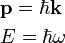 p = ħk
E = ħω